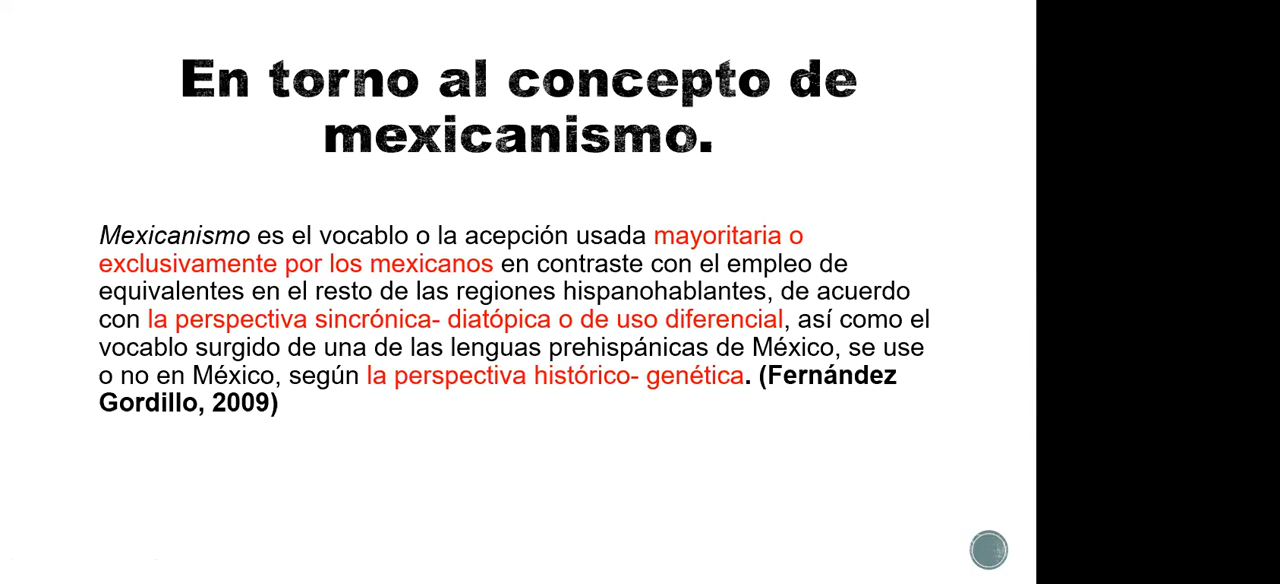 En torno al concepto de
mexicanismo.
Mexicanismo es el vocablo o la acepción usada mayoritaria o
exclusivamente por los mexicanos en contraste con el empleo de
equivalentes en el resto de las regiones hispanohablantes, de acuerdo
con la perspectiva sincrónica- diatópica o de uso diferencial, así como el
vocablo surgido de una de las lenguas prehispánicas de México, se use
o no en México, según la perspectiva histórico- genética. (Fernández
Gordillo, 2009)